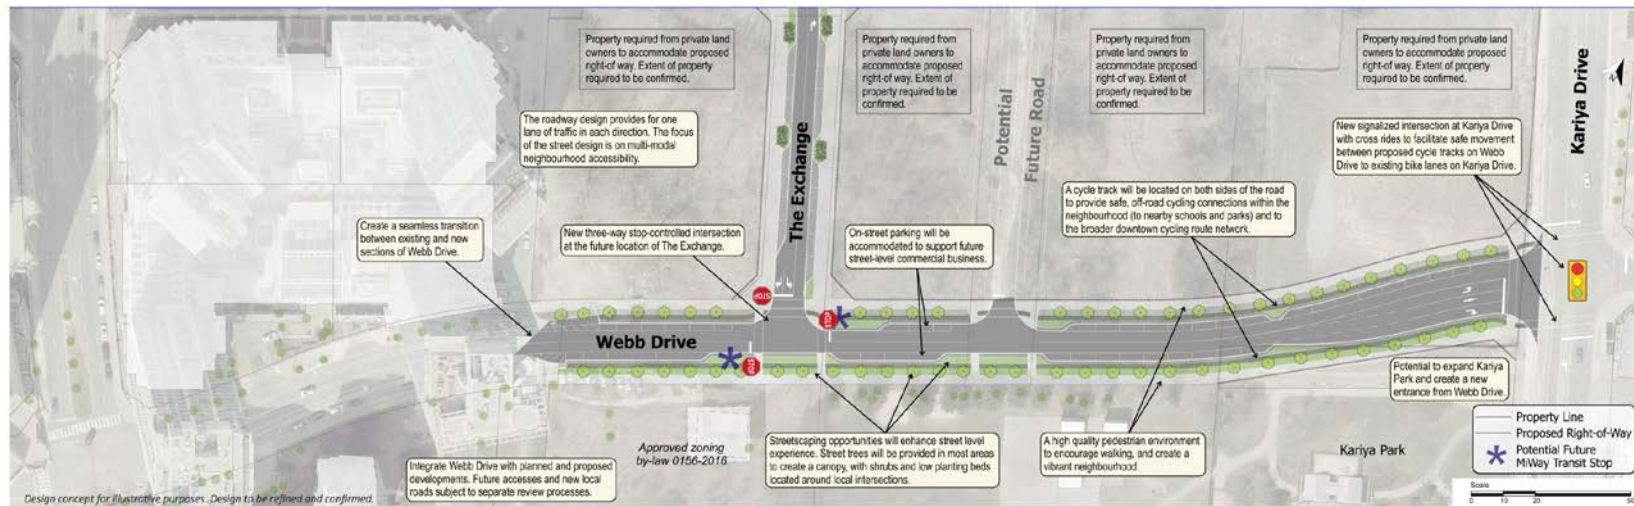 Property required from private land
owners to accommodate proposed
right-of way. Extent of property
required to be confirmed.
Property required from
private land owners to
accommodate proposed
right-of way. Extent of
property required to be
confirmed.
Property required from
private land owners to
accommodate proposed
right-of way. Extent of
property required to be
confirmed.
Property required from private land
owners to accommodate proposed
right-of way. Extent of property
required to be confirmed.
Kariya Drive
The roadway design provides for one
lane of traffic in each direction. The focus
of the street design is on multi-modal
neighbourhood accessibility.
The Exchange
Potential
Future Road
New signalized intersection at Kariya Drive
with cross rides to facilitate safe movement
between proposed cycle tracks on Webb
Drive to existing bike lanes on Kariya Drive.
Create a seamless transition
between existing and new
sections of Webb Drive.
New three-way stop-controlled intersection
at the future location of The Exchange.
On-street parking will be
accommodated to support future
street-level commercial business.
A cycle track will be located on both sides of the road
to provide safe, off-road cycling connections within the
neighbourhood (to nearby schools and parks) and to
the broader downtown cycling route network.
STOP
STOP
Webb Drive
STOP
Potential to expand Kariya
Park and create a new
entrance from Webb Drive.
Integrate Webb Drive with planned and proposed
developments. Future accesses and new local
roads subject to separate review processes.
Approved zoning
by-law 0156-2016
Streetscaping opportunities will enhance street level
experience. Street trees will be provided in most areas
to create a canopy, with shrubs and low planting beds
located around local intersections.
A high quality pedestrian environment
to encourage walking, and create a
vibrant neighbourhood.
Kariya Park
Property Line
Proposed Right-of-Way
Potential Future
MiWay Transit Stop
Scale
0 10 20 50
Design concept for illustrative purposes. Design to be refined and confirmed.